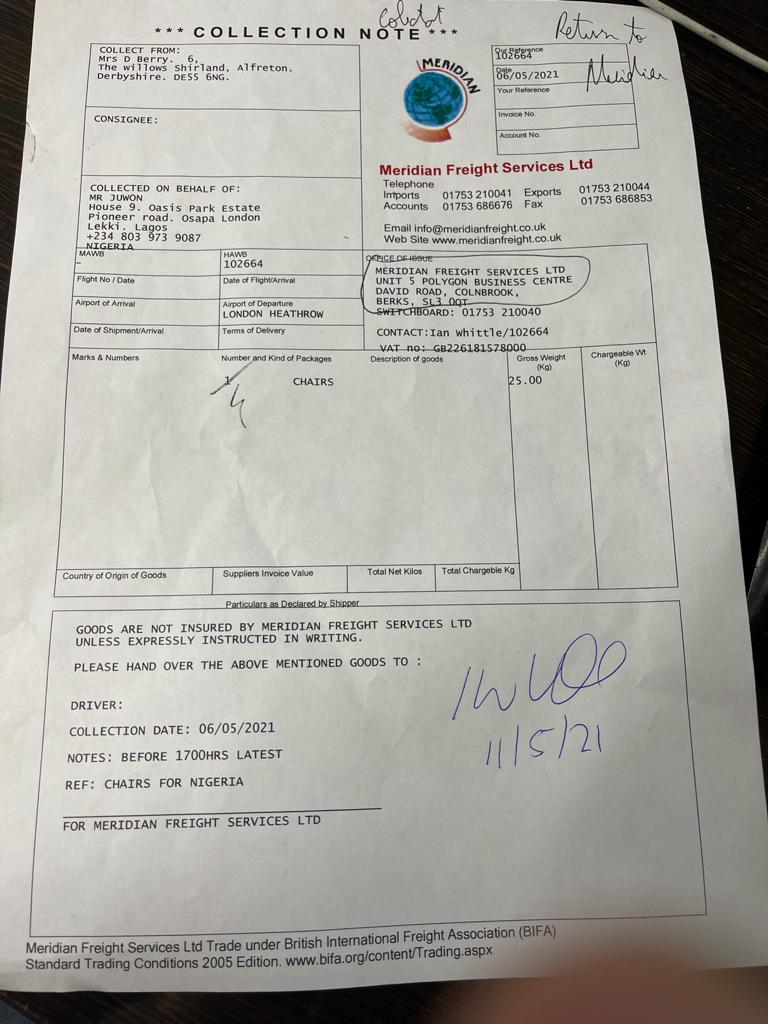 *** COLLECTION NOTE ***
Return to
Meridian
COLLECT FROM:
Mrs D Berry. 6,
The willows Shirland, Alfreton.
Derbyshire. DE55 6NG.
CONSIGNEE:
MERIDIAN
Our Reference
102664
Date
06/05/2021
Your Reference
Invoice No.
Account No.
Meridian Freight Services Ltd
Telephone
Imports 01753 210041 Exports 01753 210044
Accounts 01753 686676 Fax 01753 686853
Email info@meridianfreight.co.uk
Web Site www.meridianfreight.co.uk
COLLECTED ON BEHALF OF:
MR JUWON
House 9. Oasis Park Estate
Pioneer road. Osapa London
Lekki. Lagos
+234 803 973 9087
NIGERIA
MAWB
-
HAWB
102664
Flight No / Date
Date of Flight/Arrival
Airport of Arrival
Airport of Departure
LONDON HEATHROW
Date of Shipment/Arrival
Terms of Delivery
OFFICE OF ISSUE
MERIDIAN FREIGHT SERVICES LTD
UNIT 5 POLYGON BUSINESS CENTRE
DAVID ROAD, COLNBROOK,
BERKS, SL3 0QT
SWITCHBOARD: 01753 210040
CONTACT:Ian whittle/102664
VAT no: GB226181578000
Marks & Numbers
Number and Kind of Packages
Description of goods
Gross Weight
(Kg)
Chargeable Wt
(Kg)
1 CHAIRS 25.00
4
Country of Origin of Goods
Suppliers Invoice Value
Total Net Kilos
Total Chargeable Kg
Particulars as Declared by Shipper
GOODS ARE NOT INSURED BY MERIDIAN FREIGHT SERVICES LTD
UNLESS EXPRESSLY INSTRUCTED IN WRITING.
PLEASE HAND OVER THE ABOVE MENTIONED GOODS TO :
DRIVER:
COLLECTION DATE: 06/05/2021
NOTES: BEFORE 1700HRS LATEST
REF: CHAIRS FOR NIGERIA
11/5/21
FOR MERIDIAN FREIGHT SERVICES LTD
Meridian Freight Services Ltd Trade under British International Freight Association (BIFA)
Standard Trading Conditions 2005 Edition. www.bifa.org/content/Trading.aspx